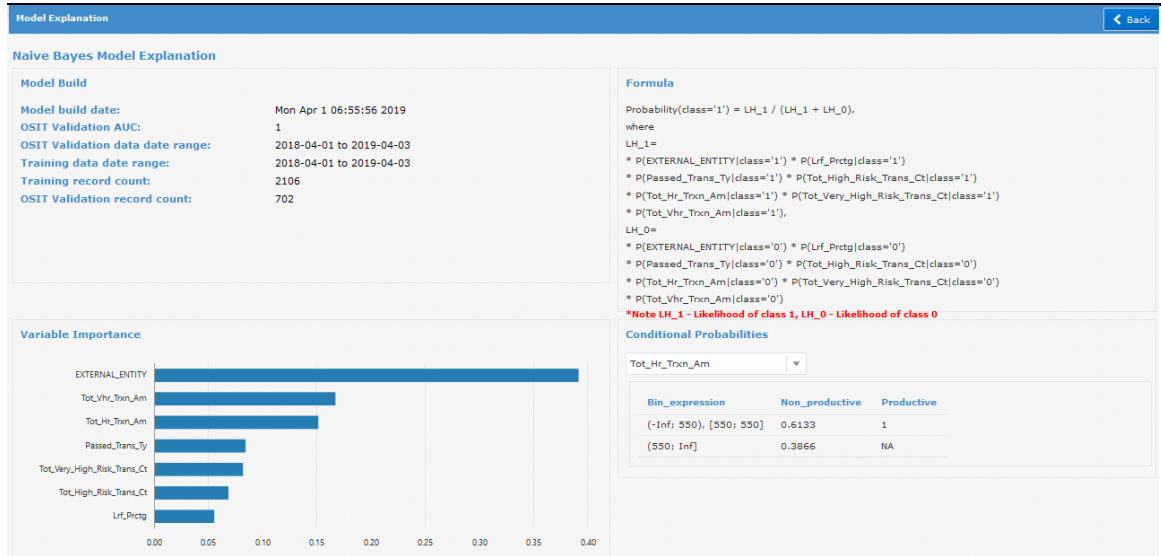 Model Explanation
Back
Naive Bayes Model Explanation
Model Build
Model build date: Mon Apr 1 06:55:56 2019
OSIT Validation AUC: 1
OSIT Validation data date range: 2018-04-01 to 2019-04-03
Training data date range: 2018-04-01 to 2019-04-03
Training record count: 2106
OSIT Validation record count: 702
Formula
Probability(class='1') = LH_1 / (LH_1 + LH_0),
where
LH_1=
* P(EXTERNAL_ENTITY|class='1') * P(Lrf_Prctg|class='1')
* P(Passed_Trans_Ty|class='1') * P(Tot_High_Risk_Trans_Ct|class='1')
* P(Tot_Hr_Trxn_Am|class='1') * P(Tot_Very_High_Risk_Trans_Ct|class='1')
* P(Tot_Vhr_Trxn_Am|class='1'),
LH_0=
* P(EXTERNAL_ENTITY|class='0') * P(Lrf_Prctg|class='0')
* P(Passed_Trans_Ty|class='0') * P(Tot_High_Risk_Trans_Ct|class='0')
* P(Tot_Hr_Trxn_Am|class='0') * P(Tot_Very_High_Risk_Trans_Ct|class='0')
* P(Tot_Vhr_Trxn_Am|class='0')
*Note LH_1 - Likelihood of class 1, LH_0 - Likelihood of class 0
Variable Importance
EXTERNAL_ENTITY
Tot_Vhr_Trxn_Am
Tot_Hr_Trxn_Am
Passed_Trans_Ty
Tot_Very_High_Risk_Trans_Ct
Tot_High_Risk_Trans_Ct
Lrf_Prctg
0.00 0.05 0.10 0.15 0.20 0.25 0.30 0.35 0.40
Conditional Probabilities
Tot_Hr_Trxn_Am
Bin_expression Non_productive Productive
(-Inf; 550), [550; 550] 0.6133 1
(550; Inf] 0.3866 NA